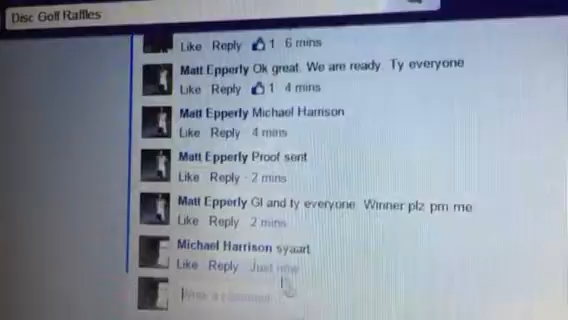 Disc Golf Raffles
Like Reply 1 6 mins
Matt Epperly Ok great. We are ready. Ty everyone
Like Reply 1 4 mins
Matt Epperly Michael Harrison
Like Reply 4 mins
Matt Epperly Proof sent
Like Reply · 2 mins
Matt Epperly Gl and ty everyone. Winner plz pm me
Like Reply 2 mins
Michael Harrison syaart
Like Reply Just now
Write a comment